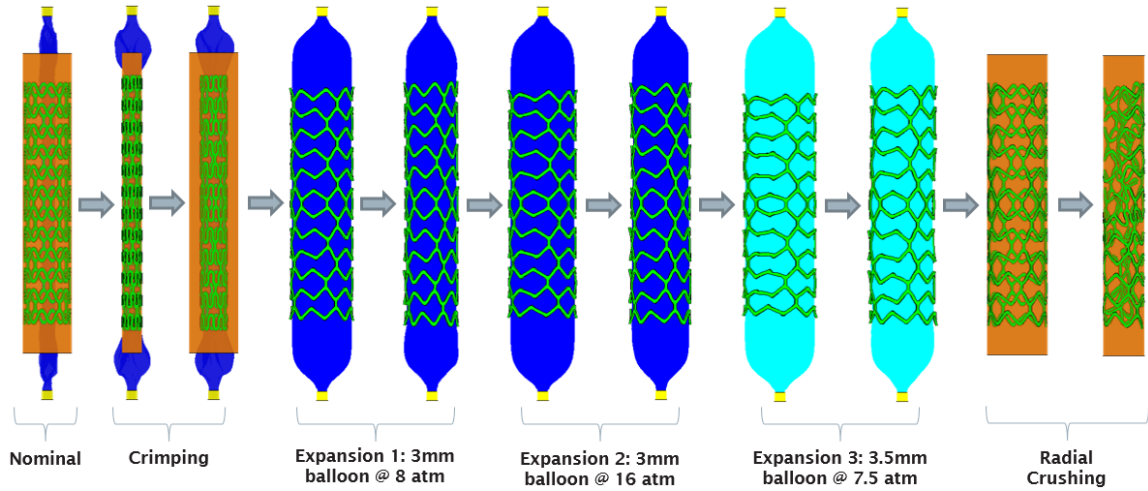 Nominal
Crimping
Expansion 1: 3mm
balloon @ 8 atm
Expansion 2: 3mm
balloon @ 16 atm
Expansion 3: 3.5mm
balloon @ 7.5 atm
Radial
Crushing